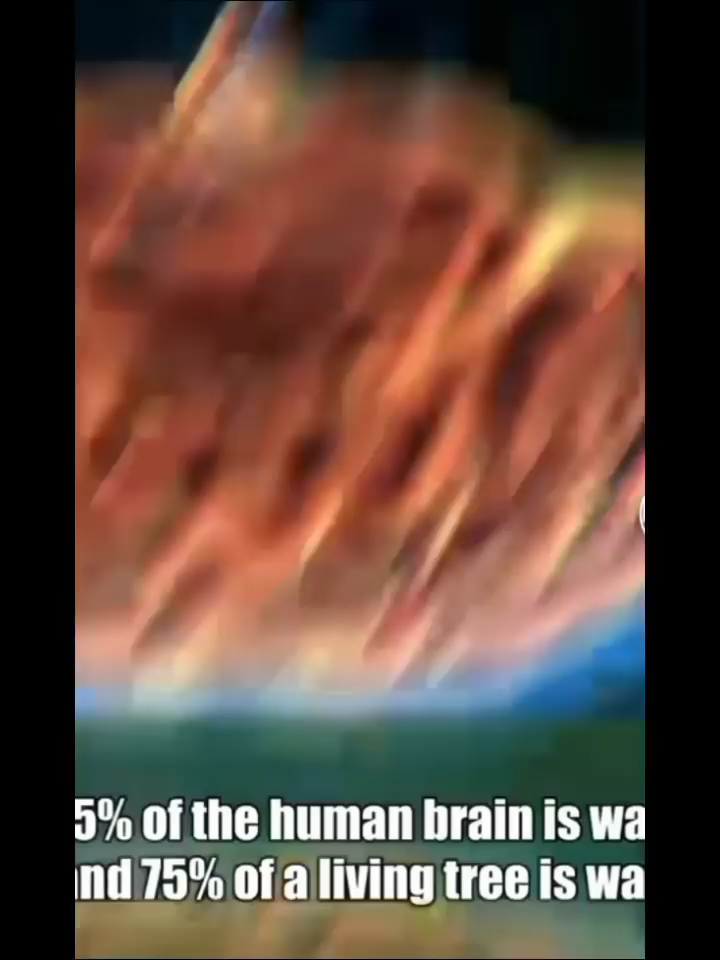 5% of the human brain is wa
nd 75% of a living tree is wa